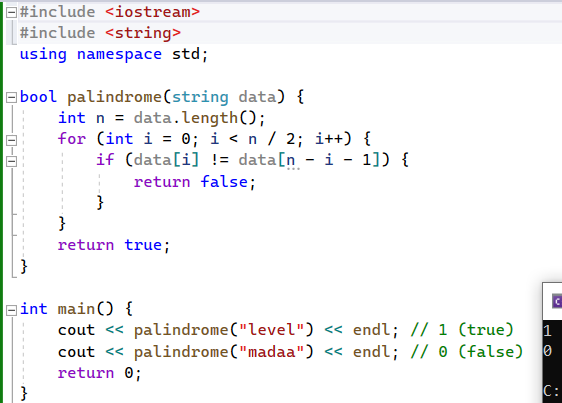 #include <iostream>
#include <string>
using namespace std;
bool palindrome(string data) {
int n = data.length();
for (int i = 0; i < n / 2; i++) {
if (data[i] != data[n - i - 1]) {
return false;
}
}
return true;
}
int main() {
cout << palindrome("level") << endl; // 1 (true)
cout << palindrome("madaa") << endl; // 0 (false)
return 0;
}
1
0
C: